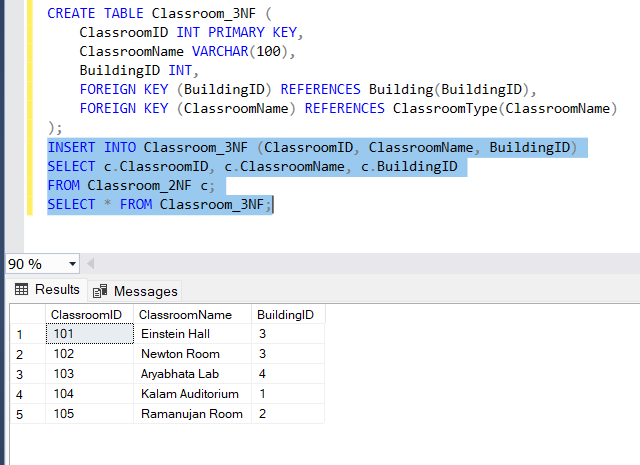 CREATE TABLE Classroom_3NF (
ClassroomID INT PRIMARY KEY,
ClassroomName VARCHAR(100),
BuildingID INT,
FOREIGN KEY (BuildingID) REFERENCES Building(BuildingID),
FOREIGN KEY (ClassroomName) REFERENCES ClassroomType(ClassroomName)
);
INSERT INTO Classroom_3NF (ClassroomID, ClassroomName, BuildingID)
SELECT c.ClassroomID, c.ClassroomName, c.BuildingID
FROM Classroom_2NF c;
SELECT * FROM Classroom_3NF;
90 %
Results Messages
ClassroomID ClassroomName BuildingID
1 101 Einstein Hall 3
2 102 Newton Room 3
3 103 Aryabhata Lab 4
4 104 Kalam Auditorium 1
5 105 Ramanujan Room 2